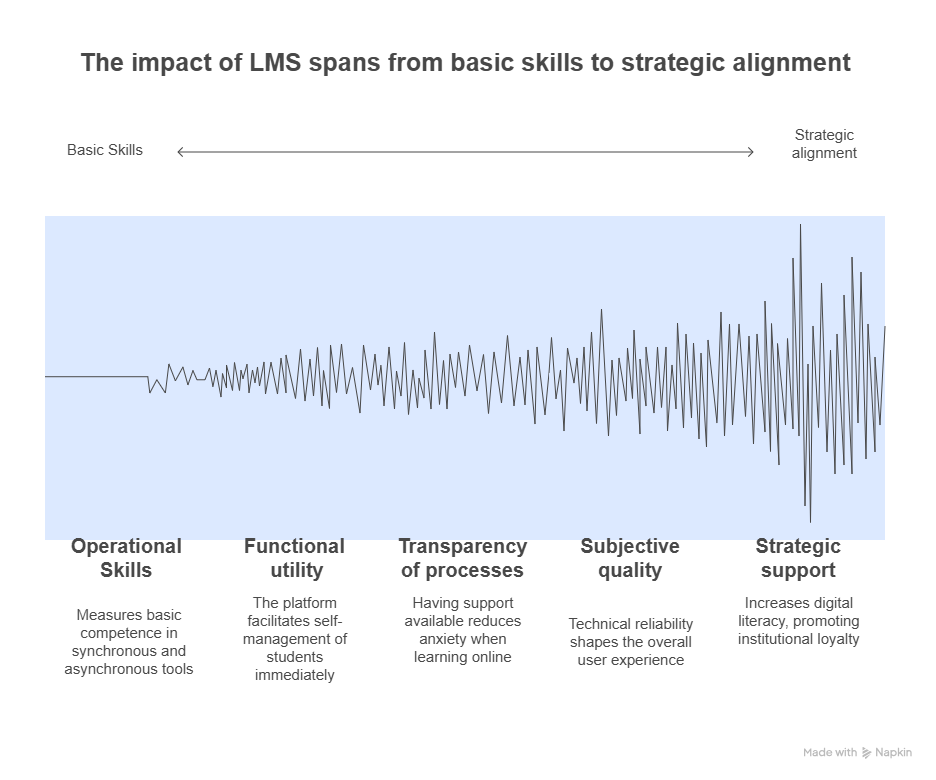 The impact of LMS spans from basic skills to strategic alignment
Basic Skills
Strategic
alignment
Operational
Skills
Measures basic
competence in
synchronous and
asynchronous tools
Functional
utility
The platform
facilitates self-
management of
students
immediately
Transparency
of processes
Having support
available reduces
anxiety when
learning online
Subjective
quality
Technical reliability
shapes the overall
user experience
Strategic
support
Increases digital
literacy, promoting
institutional loyalty
Made with Napkin